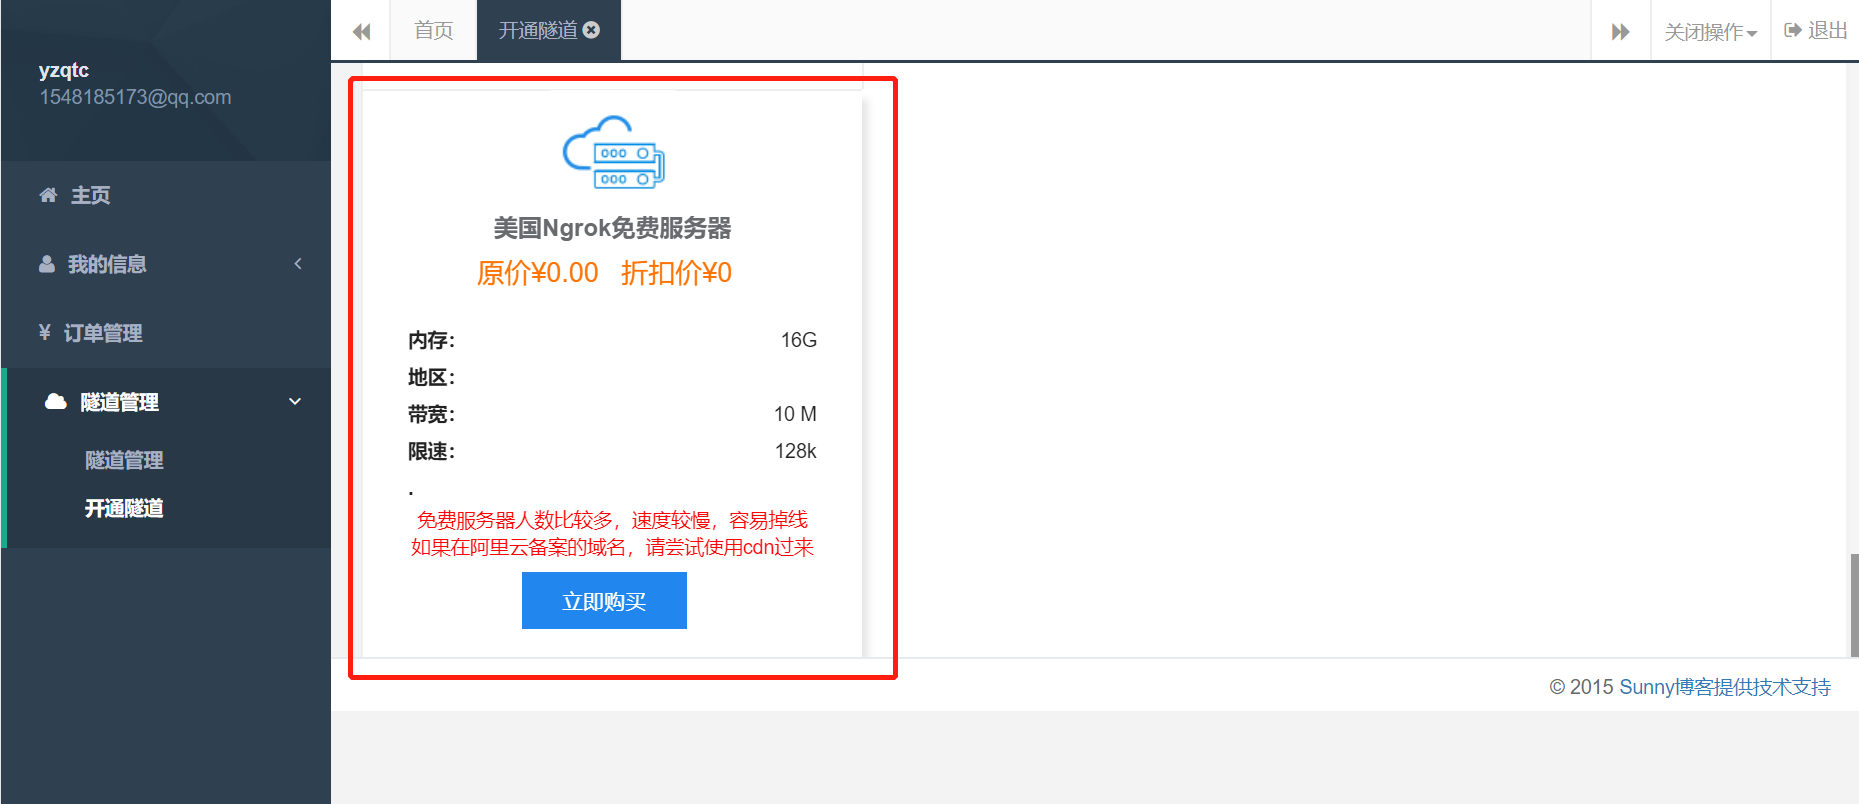 yzqtc
1548185173@qq.com
主页
我的信息
¥ 订单管理
隧道管理
隧道管理
开通隧道
首页
开通隧道
关闭操作
退出
美国Ngrok免费服务器
原价¥0.00 折扣价¥0
内存: 16G
地区:
带宽: 10 M
限速: 128k
.
免费服务器人数比较多，速度较慢，容易掉线
如果在阿里云备案的域名，请尝试使用cdn过来
立即购买
© 2015 Sunny博客提供技术支持